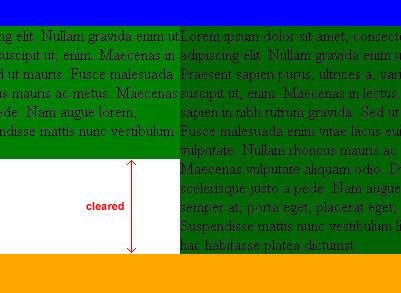 ng elit. Nullam gravida enim ut
suscipit ut, enim. Maecenas in
d ut mauris. Fusce malesuada
s mauris ac metus. Maecenas
ede. Nam augue lorem,
ndisse mattis nunc vestibulum
cleared
Lorem ipsum dolor sit amet, consect
adipiscing elit. Nullam gravida enim u
Praesent sapien purus, ultrices a, vari
suscipit ut, enim. Maecenas in lectus.
sapien in nibh rutrum gravida. Sed ut
Fusce malesuada enim vitae lacus eu
vulputate. Nullam rhoncus mauris ac
Maecenas vulputate aliquam odio. D
scelerisque justo a pede. Nam augue
semper at, porta eget, placerat eget,
Suspendisse mattis nunc vestibulum li
hac habitasse platea dictumst.